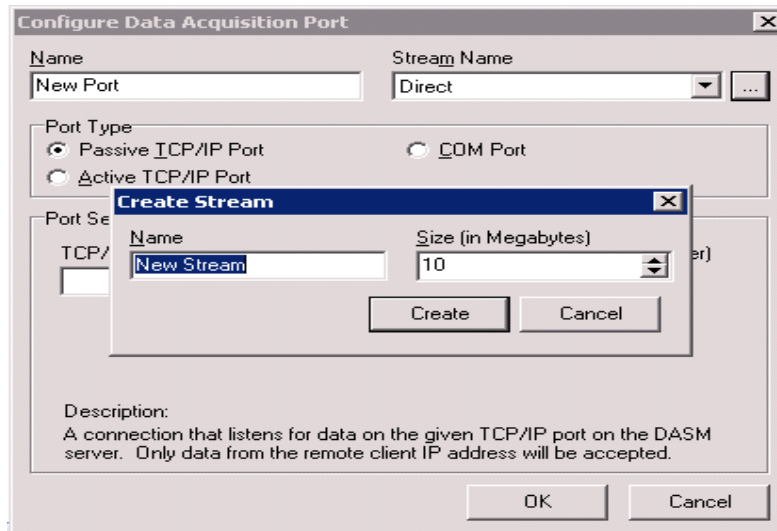 Configure Data Acquisition Port
Name
Stream Name
New Port
Direct
...
Port Type
Passive TCP/IP Port
COM Port
Active TCP/IP Port
Create Stream
Port Se
Name
Size (in Megabytes)
TCP/
er)
New Stream
10
Create
Cancel
Description:
A connection that listens for data on the given TCP/IP port on the DASM
server. Only data from the remote client IP address will be accepted.
OK
Cancel